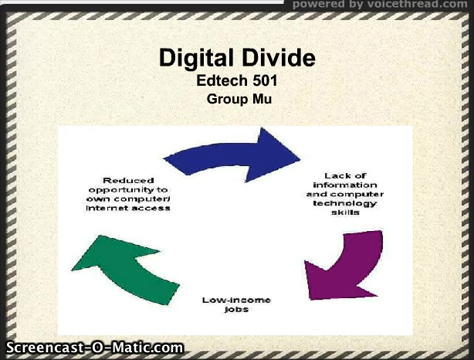 powered by voicethread.com
Digital Divide
Edtech 501
Group Mu
Reduced
opportunity to
own computer/
Internet access
Lack of
information
and computer
technology
skills
Low-income
jobs
Screencast-O-Matic.com